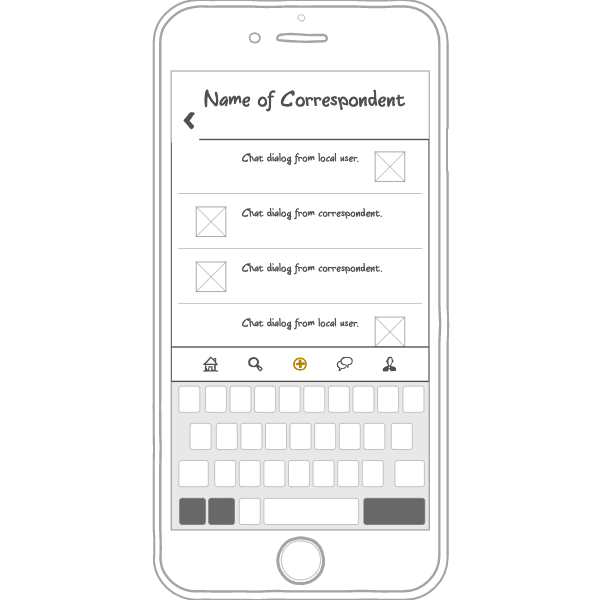 Name of Correspondent
Chat dialog from local user.
Chat dialog from correspondent.
Chat dialog from correspondent.
Chat dialog from local user.